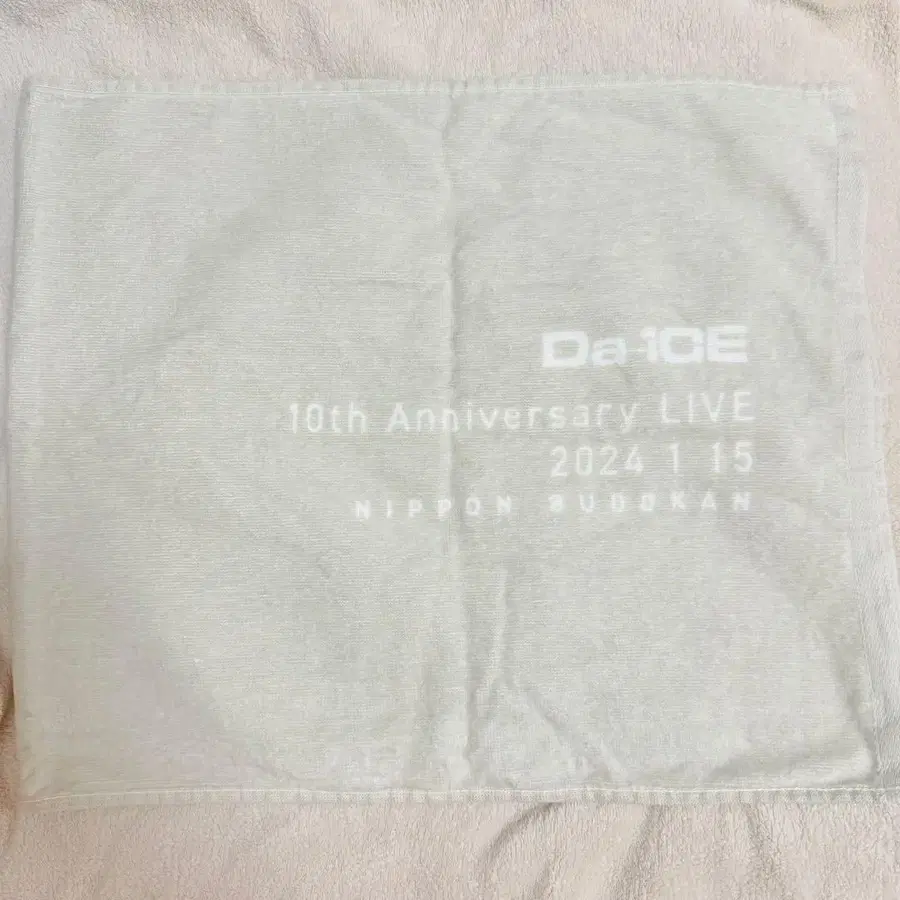 Da-iCE
10th Anniversary LIVE
2024 1 15
NIPPON BUDOKAN